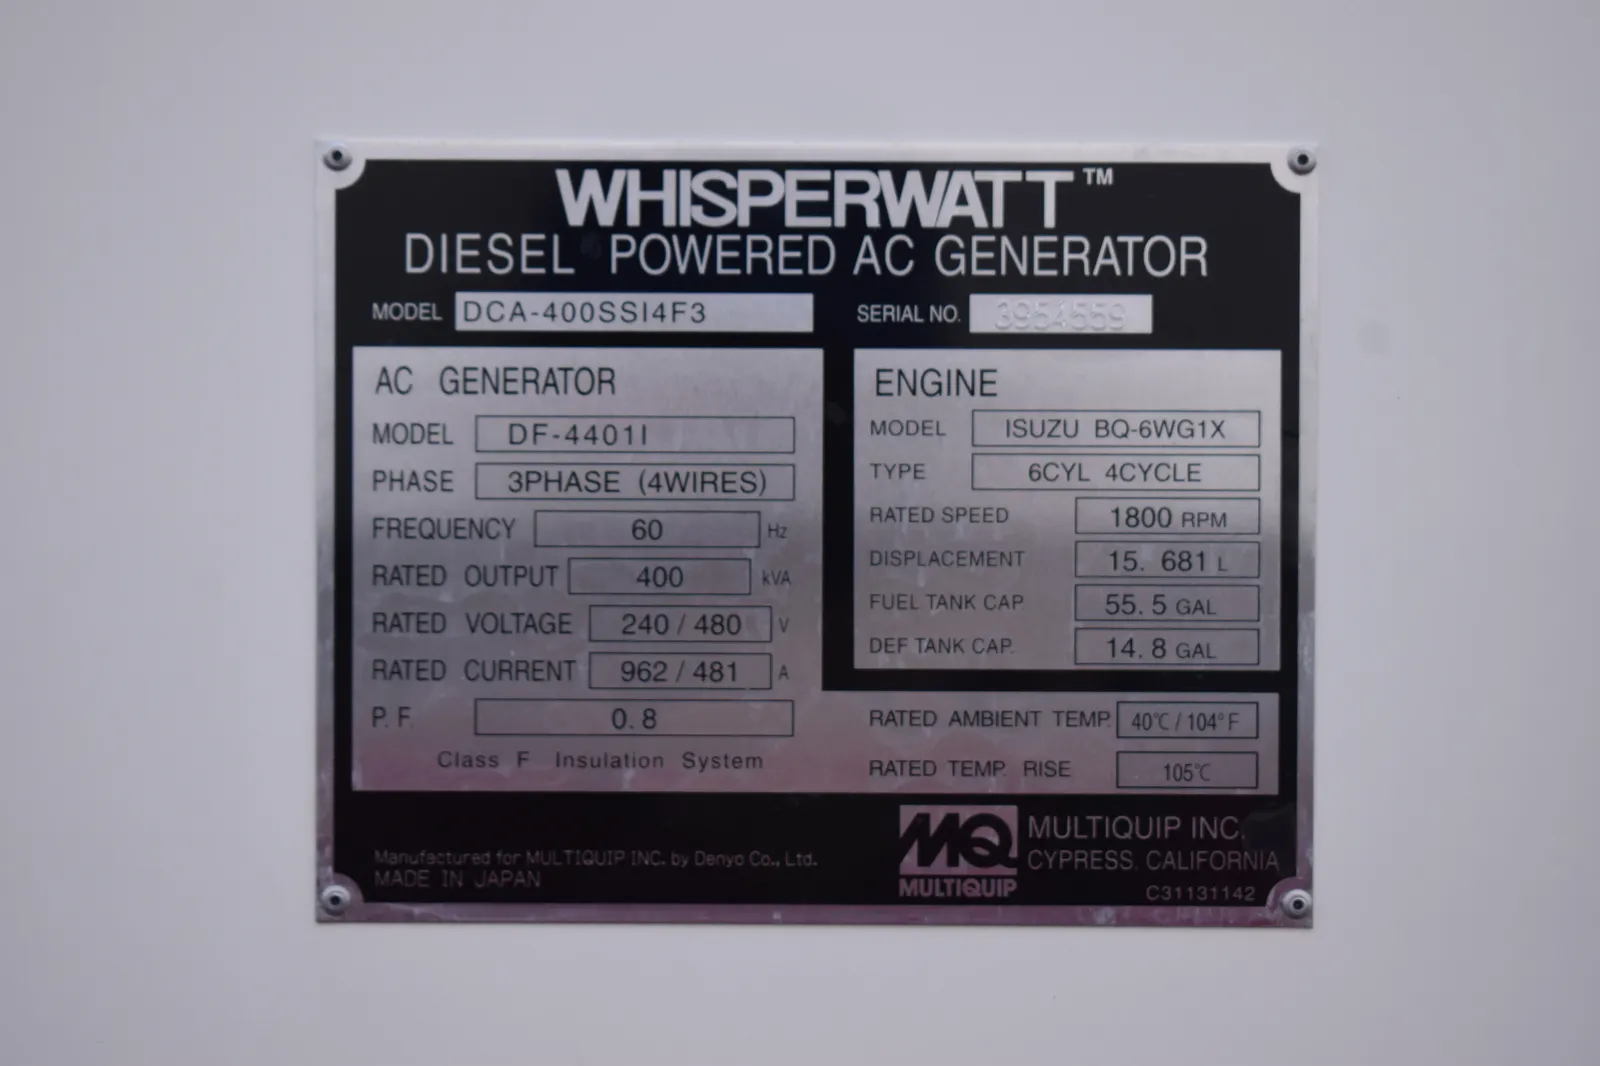 WHISPERWATT™
DIESEL POWERED AC GENERATOR
MODEL DCA-400SSI4F3
SERIAL NO. 3954559
AC GENERATOR
MODEL DF-4401I
PHASE 3PHASE (4WIRES)
FREQUENCY 60 Hz
RATED OUTPUT 400 kVA
RATED VOLTAGE 240 / 480 V
RATED CURRENT 962 / 481 A
P. F. 0. 8
Class F Insulation System
ENGINE
MODEL ISUZU BQ-6WG1X
TYPE 6CYL 4CYCLE
RATED SPEED 1800 RPM
DISPLACEMENT 15. 681 L
FUEL TANK CAP. 55. 5 GAL
DEF TANK CAP. 14. 8 GAL
RATED AMBIENT TEMP. 40℃ / 104°F
RATED TEMP. RISE 105℃
Manufactured for MULTIQUIP INC. by Denyo Co., Ltd.
MADE IN JAPAN
MQ
MULTIQUIP
MULTIQUIP INC.
CYPRESS. CALIFORNIA
C31131142